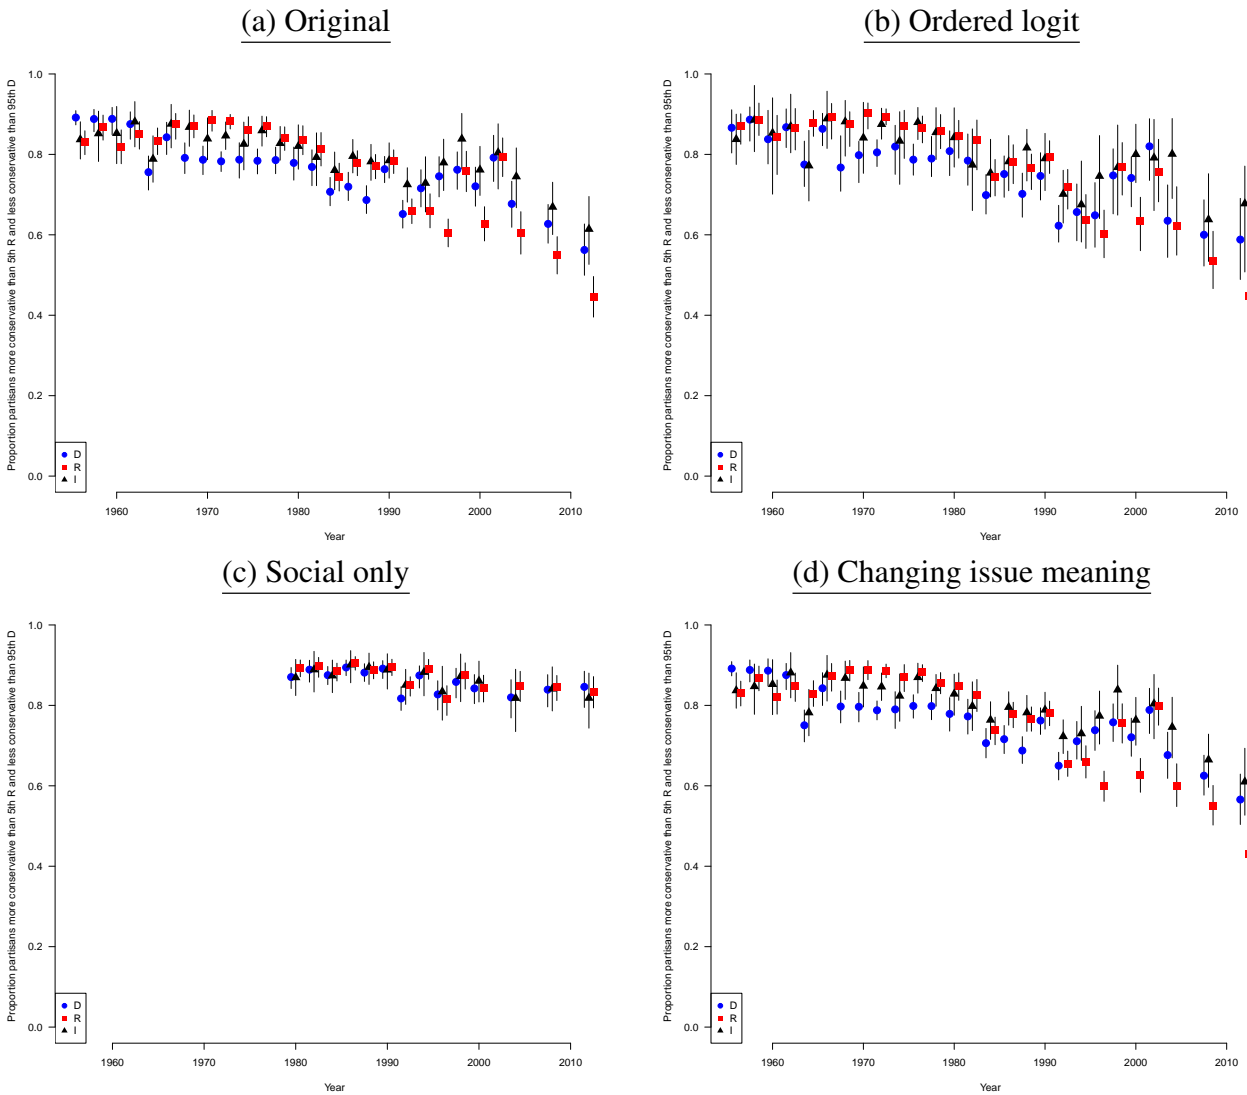 (a) Original
Proportion partisans more conservative than 5th R and less conservative than 95th D
1.0
0.8
0.6
0.4
0.2
0.0
D
R
I
1960 1970 1980 1990 2000 2010
Year
(b) Ordered logit
Proportion partisans more conservative than 5th R and less conservative than 95th D
1.0
0.8
0.6
0.4
0.2
0.0
D
R
I
1960 1970 1980 1990 2000 2010
Year
(c) Social only
Proportion partisans more conservative than 5th R and less conservative than 95th D
1.0
0.8
0.6
0.4
0.2
0.0
D
R
I
1960 1970 1980 1990 2000 2010
Year
(d) Changing issue meaning
Proportion partisans more conservative than 5th R and less conservative than 95th D
1.0
0.8
0.6
0.4
0.2
0.0
D
R
I
1960 1970 1980 1990 2000 2010
Year